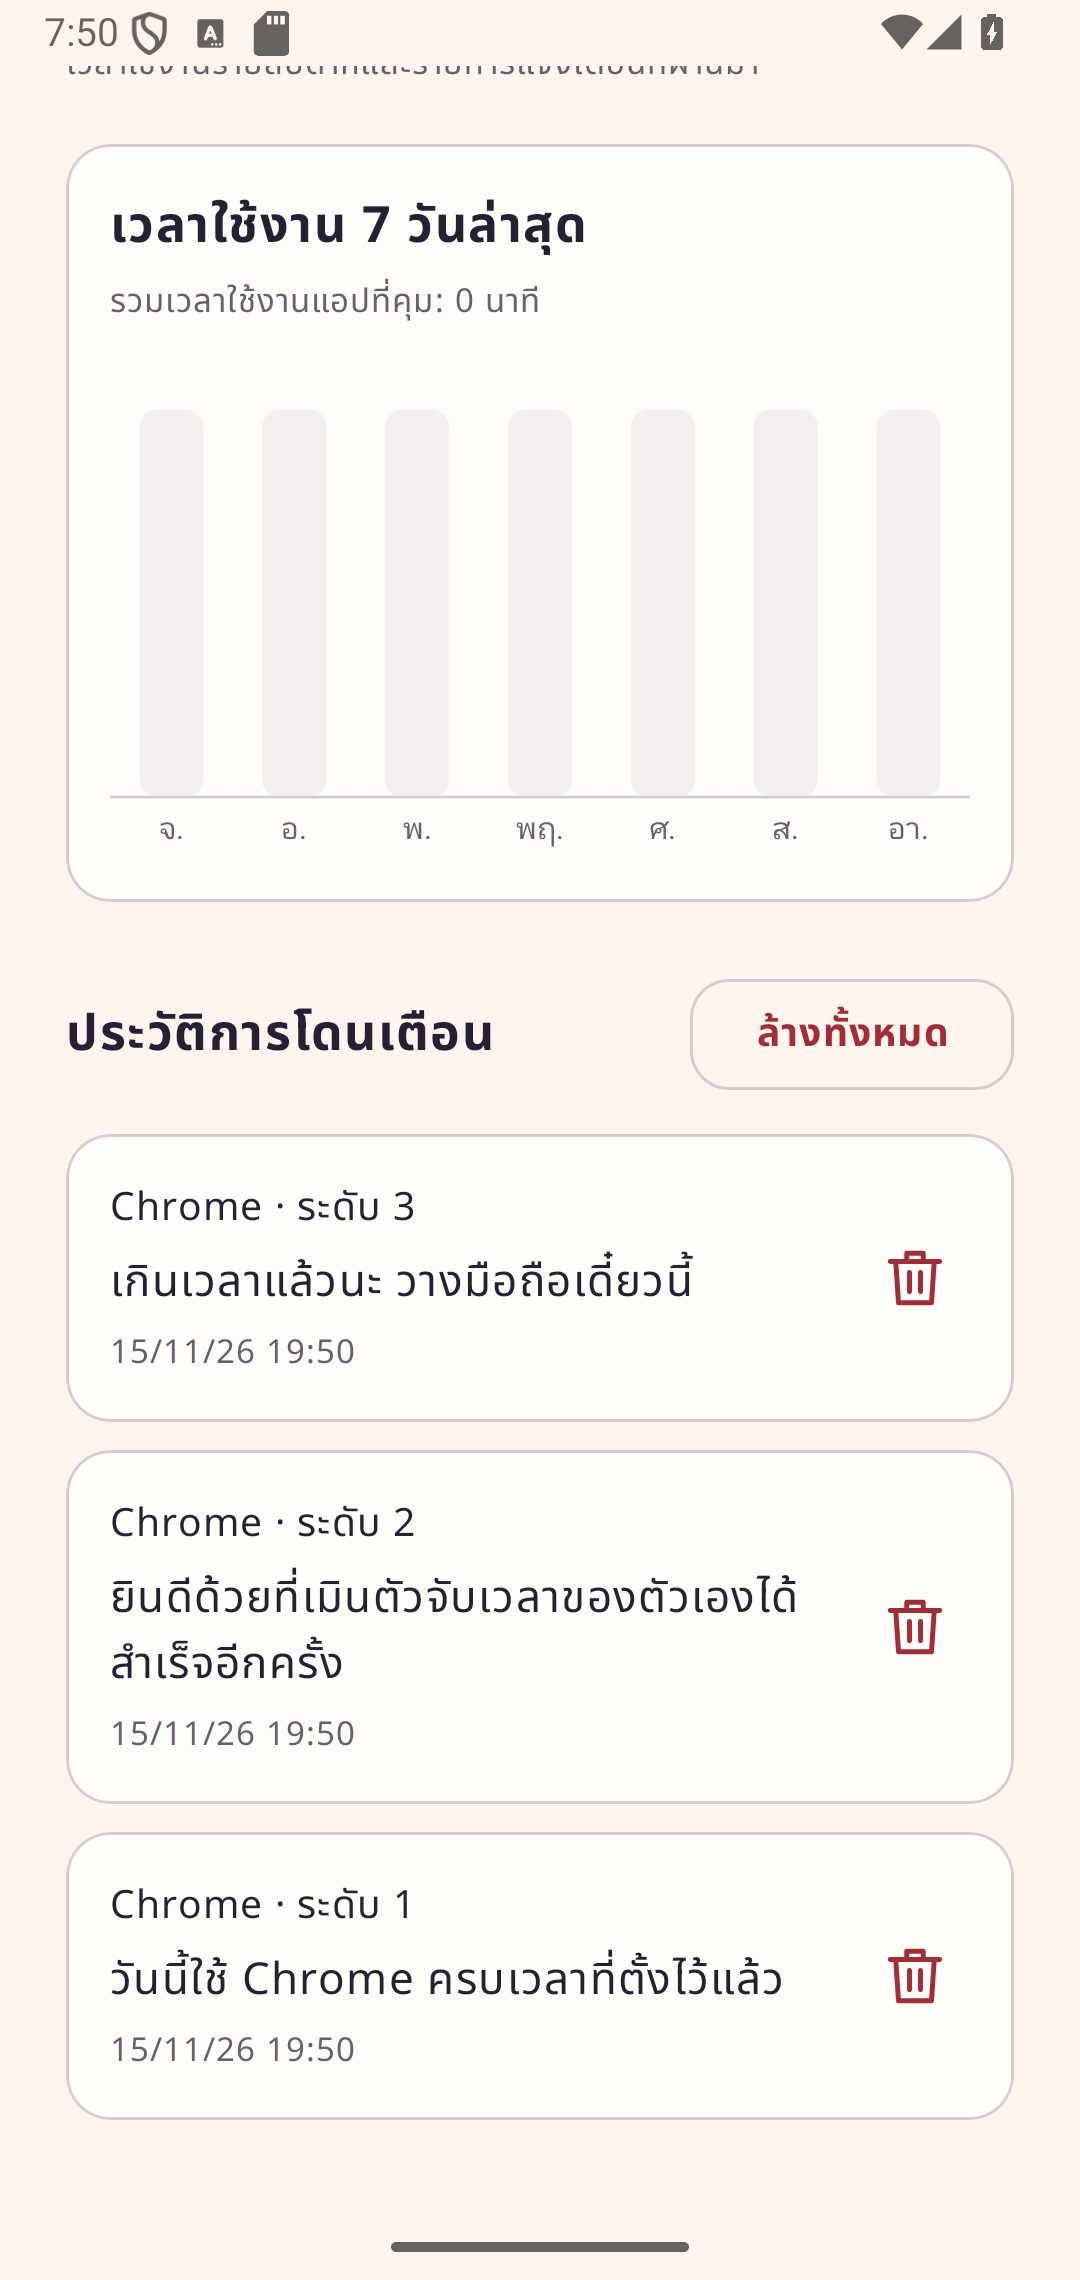 7:50
เวลาใช้งาน 7 วันล่าสุด
รวมเวลาใช้งานแอปที่คุม: 0 นาที
จ. อ. พ. พฤ. ศ. ส. อา.
ประวัติการโดนเตือน
ล้างทั้งหมด
Chrome · ระดับ 3
เกินเวลาแล้วนะ วางมือถือเดี๋ยวนี้
15/11/26 19:50
Chrome · ระดับ 2
ยินดีด้วยที่เมินตัวจับเวลาของตัวเองได้
สำเร็จอีกครั้ง
15/11/26 19:50
Chrome · ระดับ 1
วันนี้ใช้ Chrome ครบเวลาที่ตั้งไว้แล้ว
15/11/26 19:50